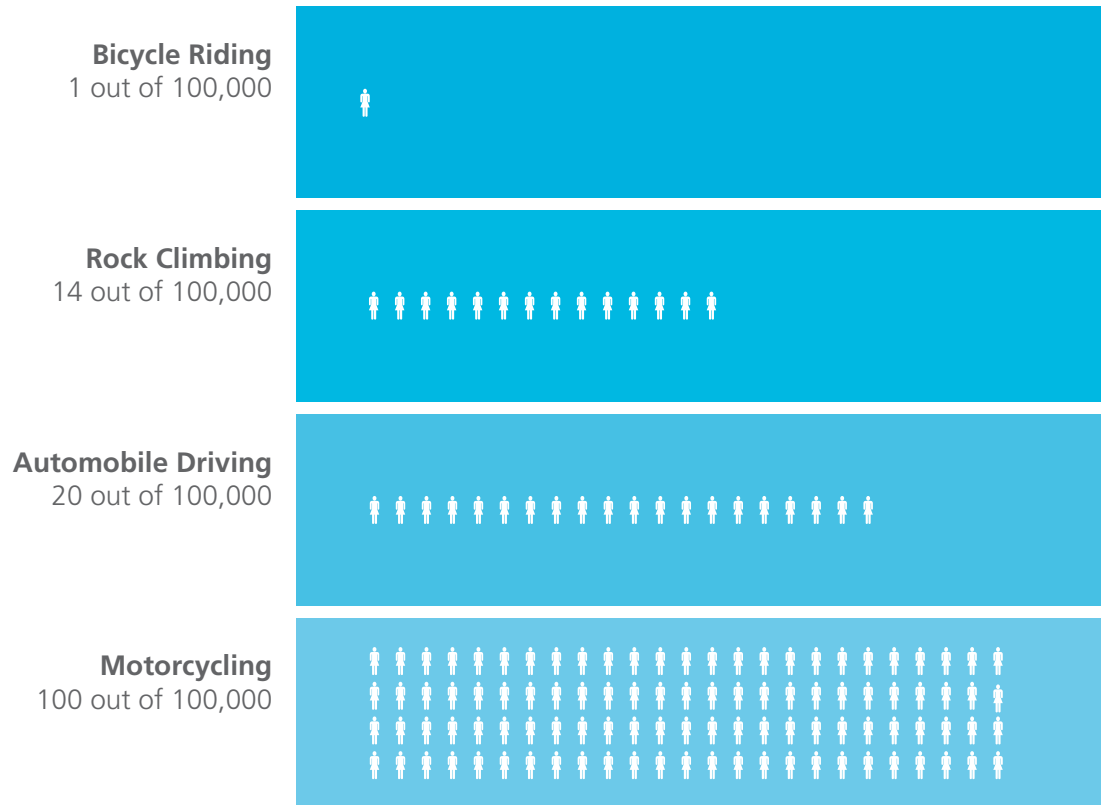 Bicycle Riding
1 out of 100,000
Rock Climbing
14 out of 100,000
Automobile Driving
20 out of 100,000
Motorcycling
100 out of 100,000